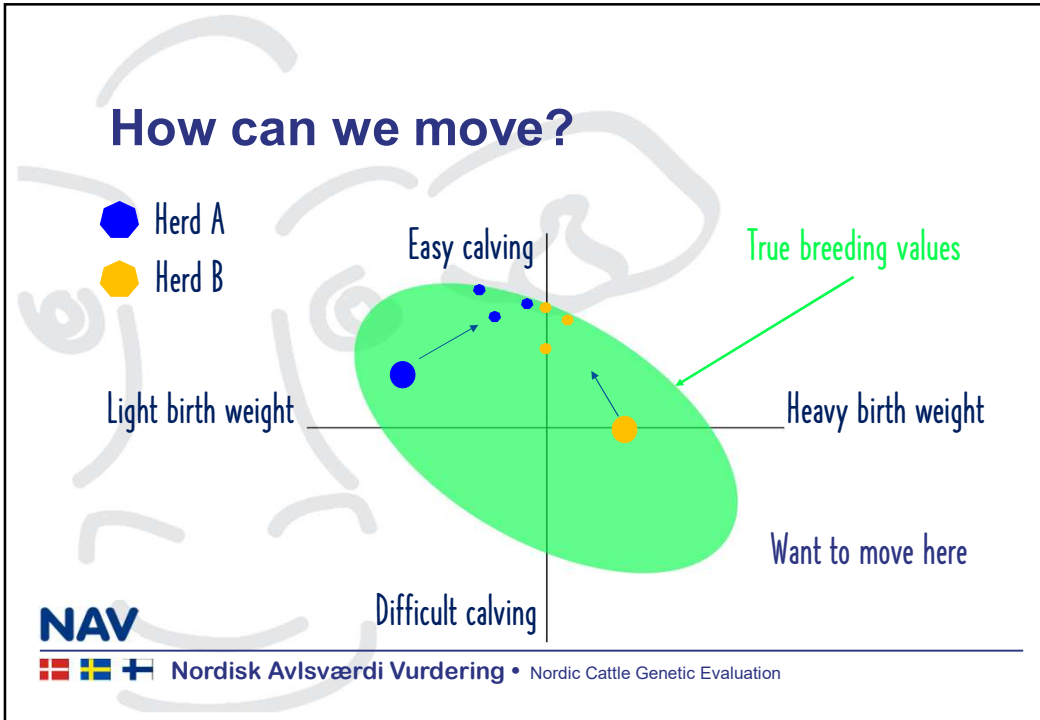 How can we move?
Herd A
Herd B
Easy calving
True breeding values
Light birth weight
Heavy birth weight
Want to move here
Difficult calving
NAV
Nordisk Avlsværdi Vurdering • Nordic Cattle Genetic Evaluation